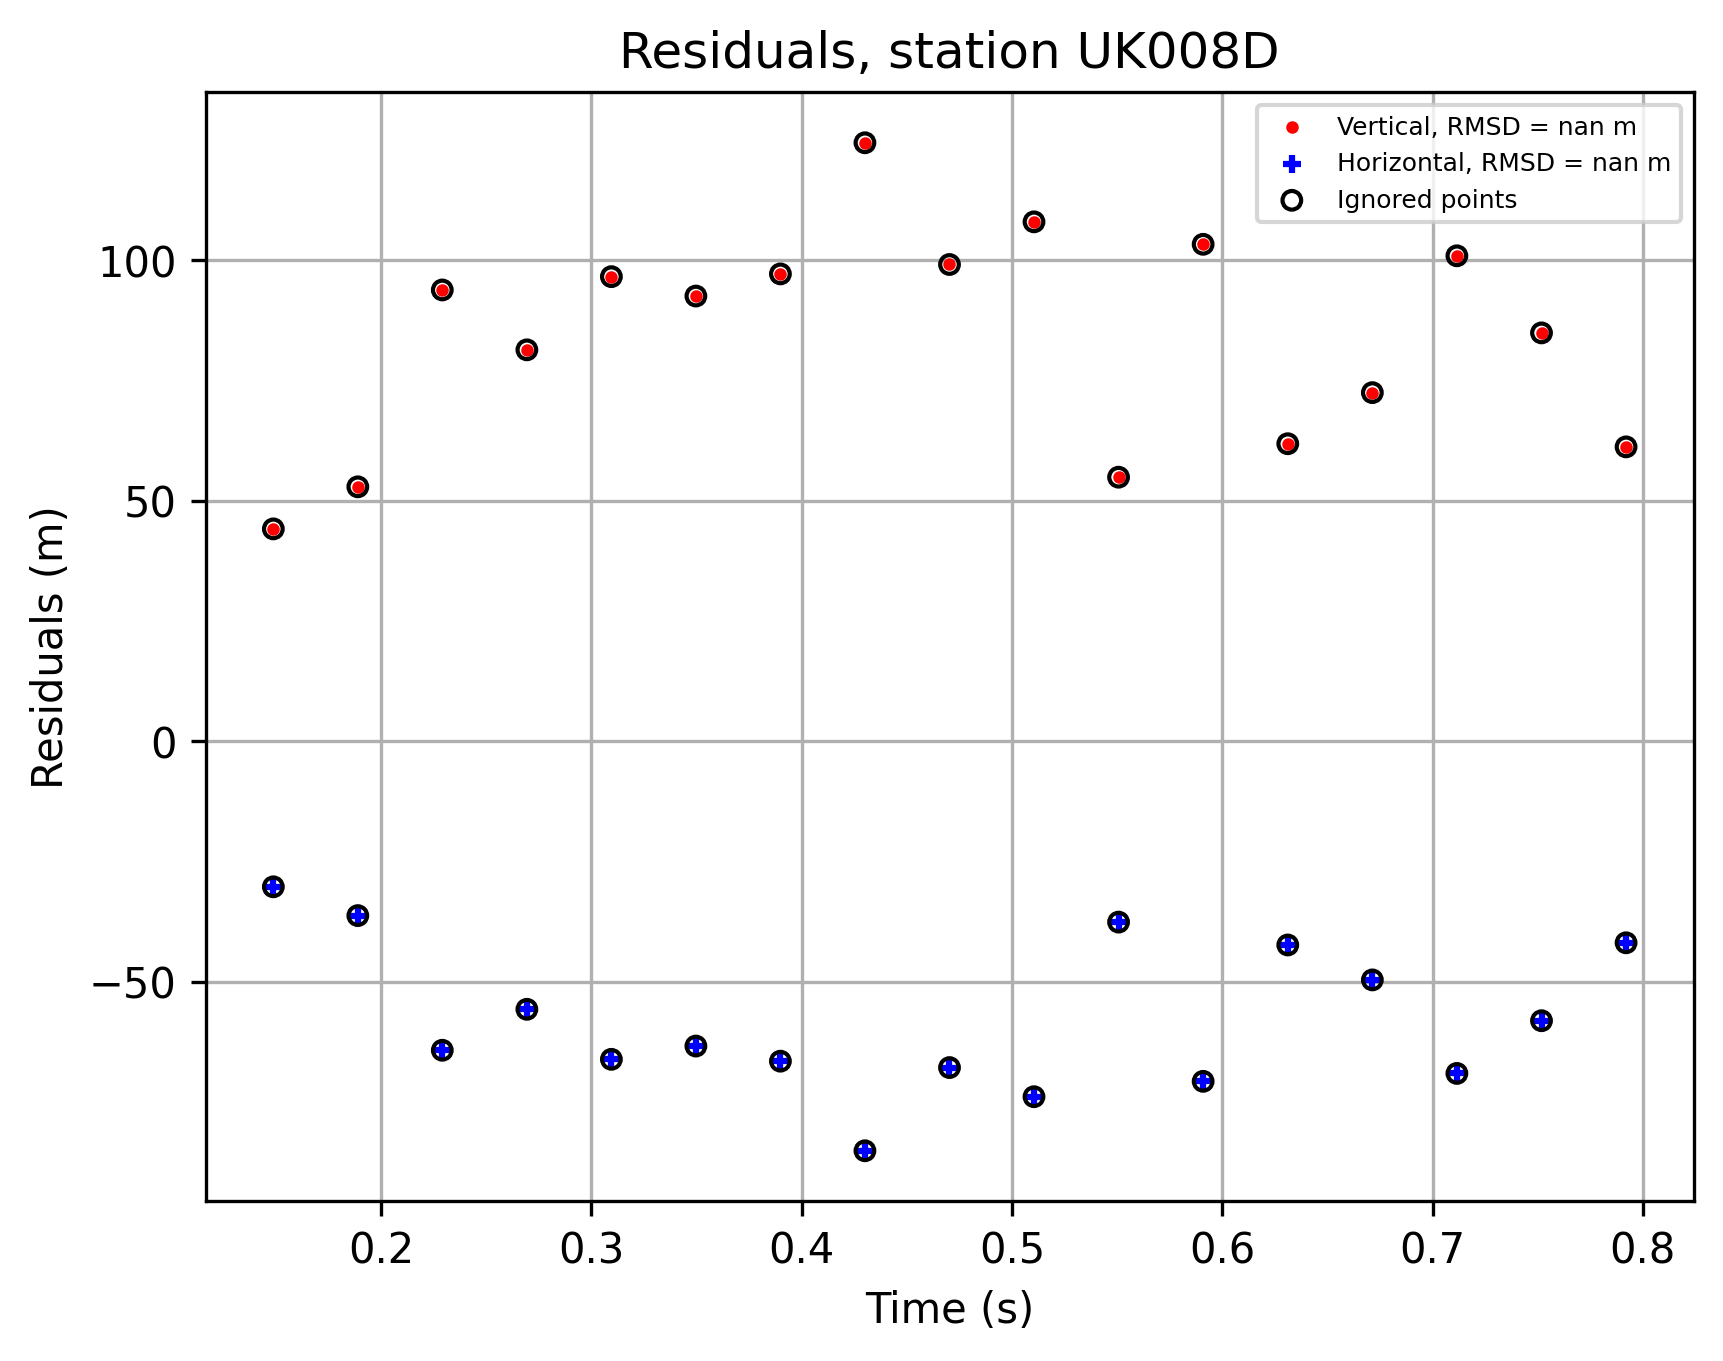 Residuals, station UK008D
Vertical, RMSD = nan m
Horizontal, RMSD = nan m
Ignored points
Residuals (m)
100
50
0
−50
0.2 0.3 0.4 0.5 0.6 0.7 0.8
Time (s)